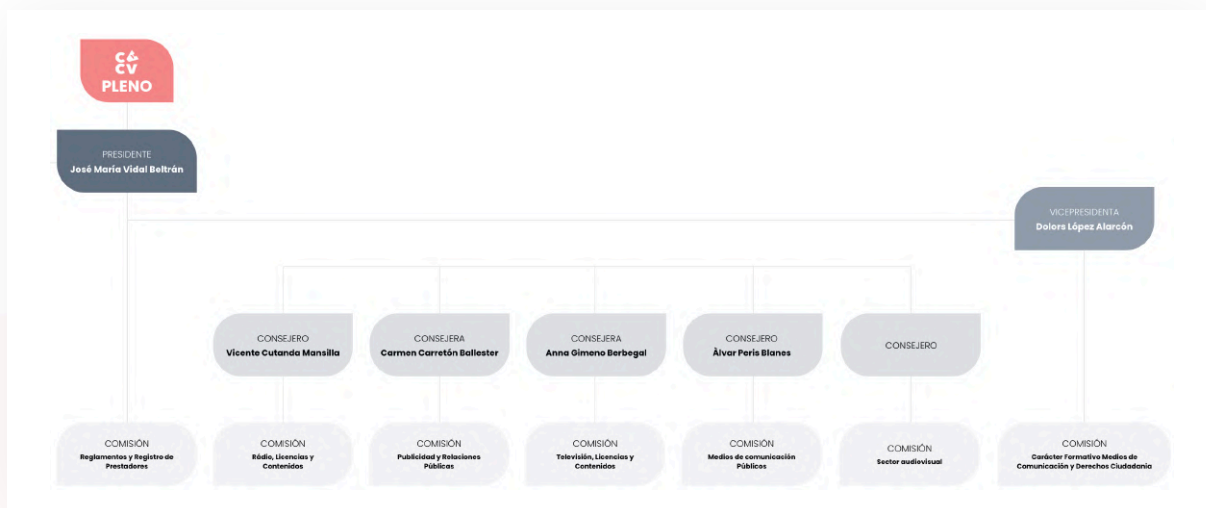 CACV
PLENO
PRESIDENTE
José María Vidal Beltrán
VICEPRESIDENTA
Dolors López Alarcón
CONSEJERO
Vicente Cutanda Mansilla
CONSEJERA
Carmen Carretón Ballester
CONSEJERA
Anna Gimeno Berbegal
CONSEJERO
Àlvar Peris Blanes
CONSEJERO
COMISIÓN
Reglamentos y Registro de
Prestadores
COMISIÓN
Ràdio, Licencias y
Contenidos
COMISIÓN
Publicidad y Relaciones
Públicas
COMISIÓN
Televisión, Licencias y
Contenidos
COMISIÓN
Medios de comunicación
Públicos
COMISIÓN
Sector audiovisual
COMISIÓN
Carácter Formativo Medios de
Comunicación y Derechos Ciudadanía